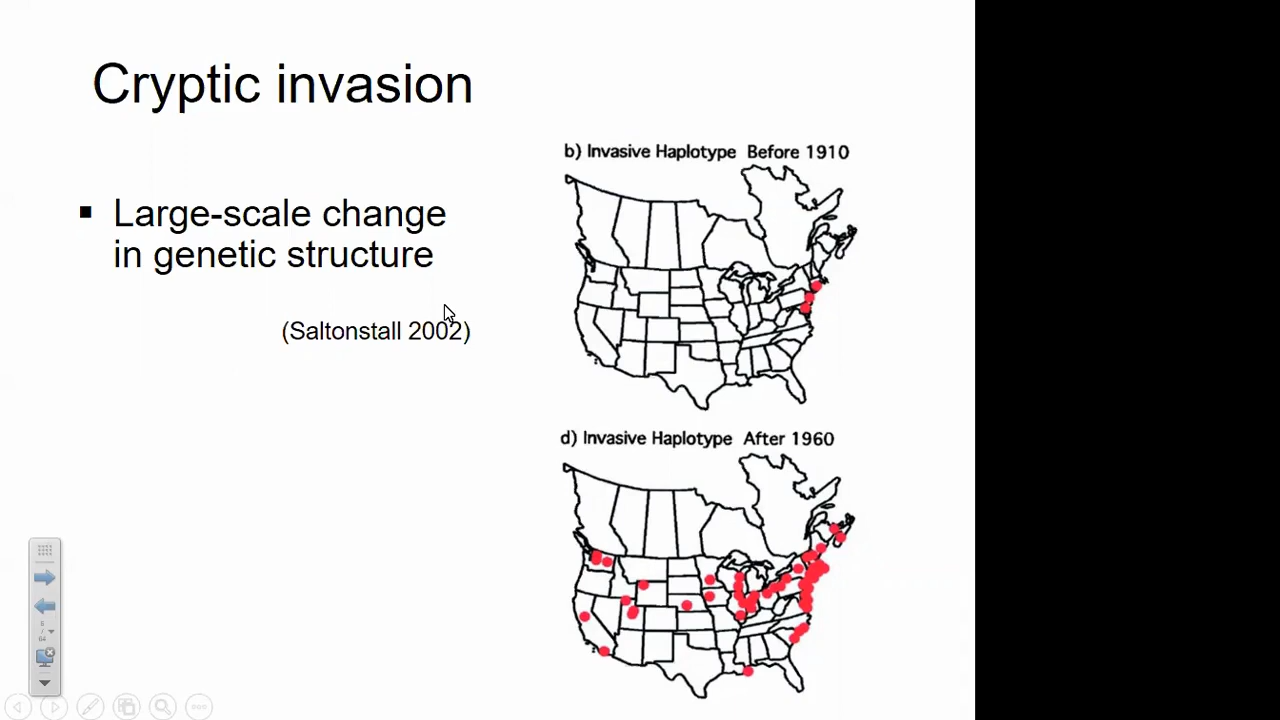 Cryptic invasion
▪ Large-scale change
in genetic structure
(Saltonstall 2002)
b) Invasive Haplotype Before 1910
d) Invasive Haplotype After 1960